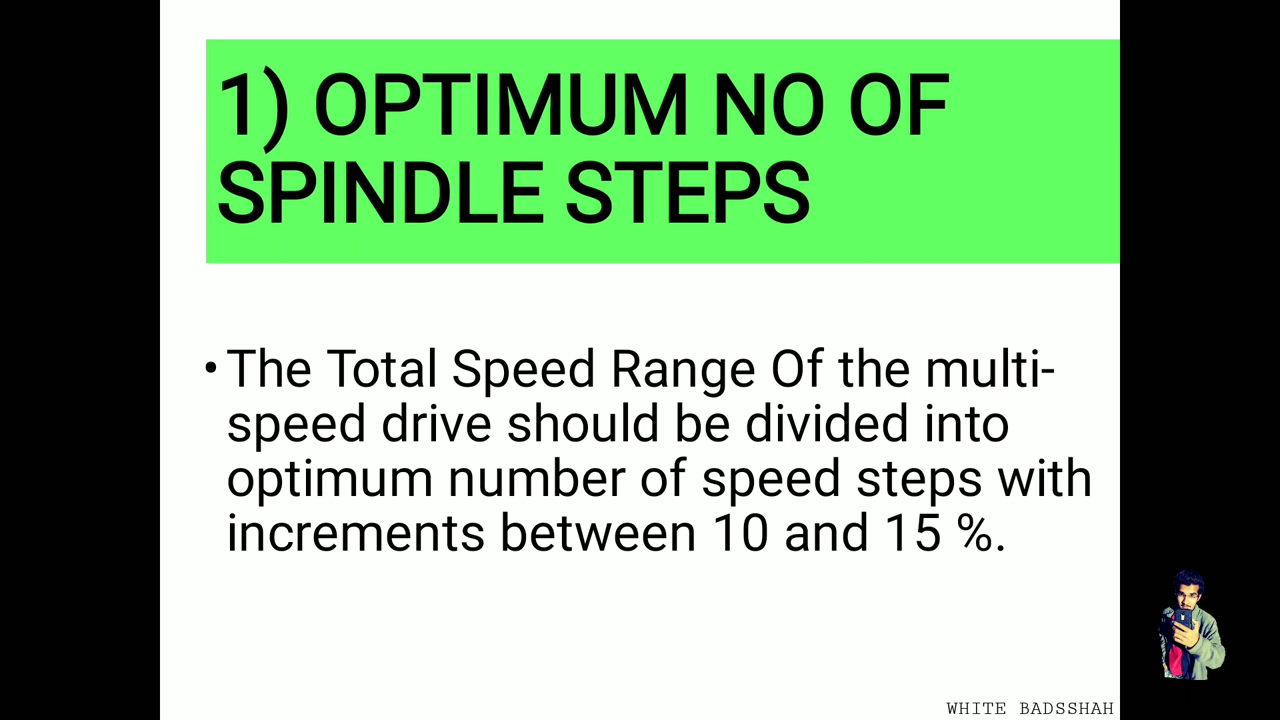 1) OPTIMUM NO OF
SPINDLE STEPS
• The Total Speed Range Of the multi-
speed drive should be divided into
optimum number of speed steps with
increments between 10 and 15 %.
WHITE BADSSHAH